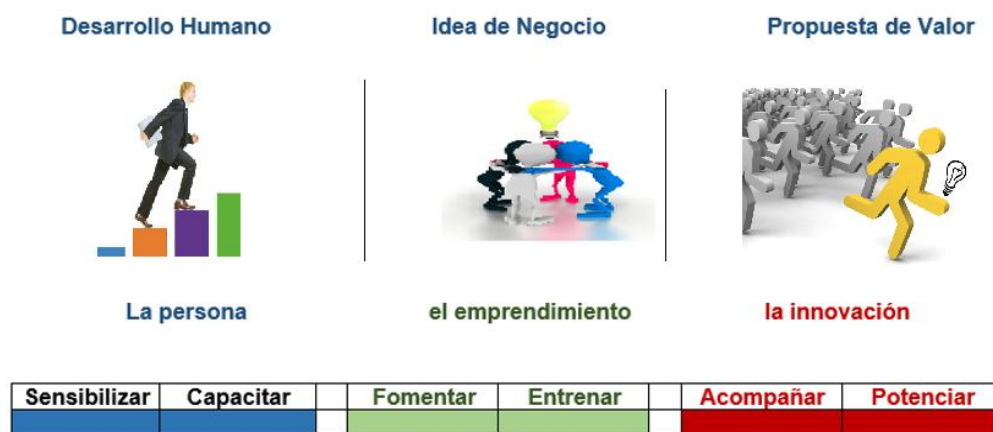 Desarrollo Humano
Idea de Negocio
Propuesta de Valor
La persona
el emprendimiento
la innovación
Sensibilizar
Capacitar
Fomentar
Entrenar
Acompañar
Potenciar